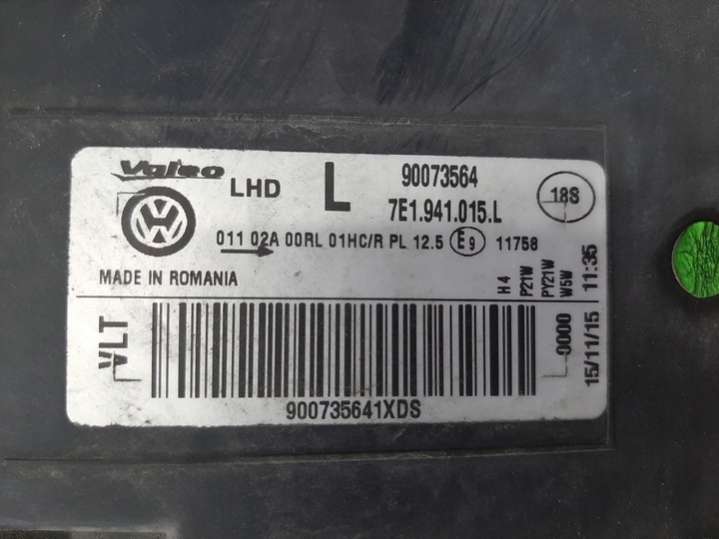 Valeo
LHD L 90073564
7E1.941.015.L
18S
011 02A 00RL 01HC/R PL 12.5 E9 11758
MADE IN ROMANIA
H4
P21W
PY21W
W5W
VLT
0000
15/11/15 11:35
900735641XDS